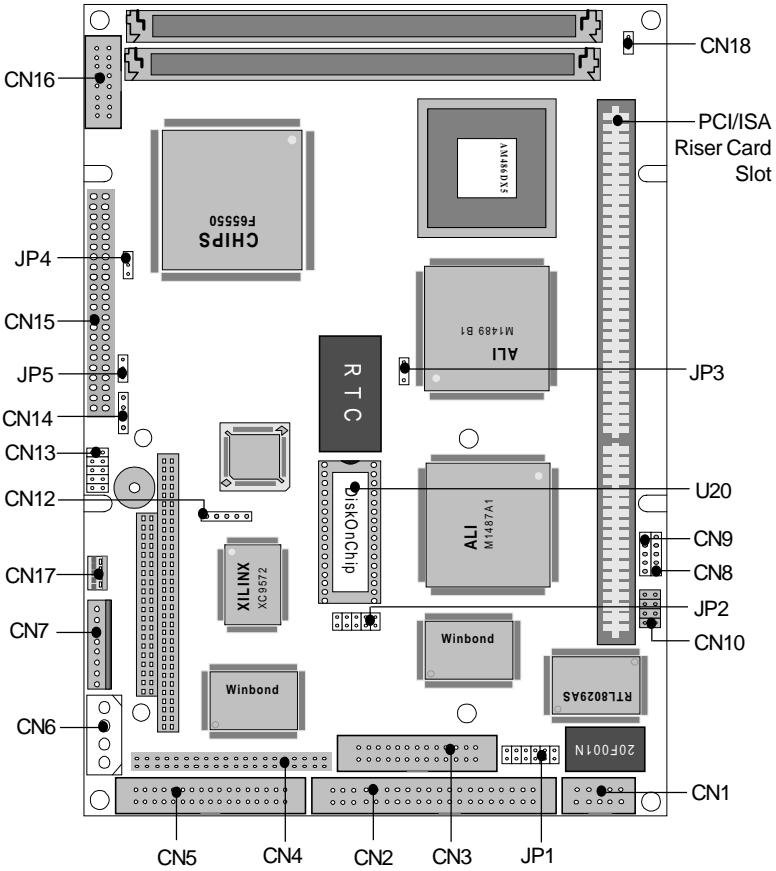 CN18
CN16
PCI/ISA
Riser Card
Slot
AM486DX5
CHIPS
F65550
JP4
CN15
ALI
M1489 B1
JP5
RTC
JP3
CN14
CN13
CN12
DiskOnChip
U20
ALI
M1487A1
CN9
CN17
XILINX
XC9572
CN8
JP2
CN7
Winbond
CN10
Winbond
RTL8029AS
CN6
20F001N
CN1
CN5
CN4
CN2
CN3
JP1